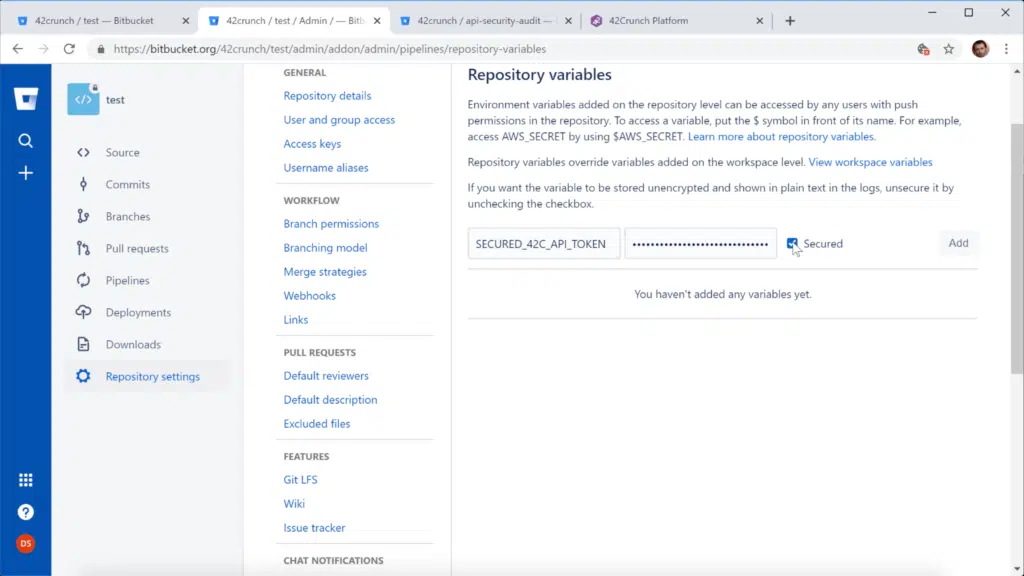 42crunch / test — Bitbucket
42crunch / test / Admin / — Bitb
42crunch / api-security-audit —
42Crunch Platform
https://bitbucket.org/42crunch/test/admin/addon/admin/pipelines/repository-variables
test
Source
Commits
Branches
Pull requests
Pipelines
Deployments
Downloads
Repository settings
DS
GENERAL
Repository details
User and group access
Access keys
Username aliases
WORKFLOW
Branch permissions
Branching model
Merge strategies
Webhooks
Links
PULL REQUESTS
Default reviewers
Default description
Excluded files
FEATURES
Git LFS
Wiki
Issue tracker
CHAT NOTIFICATIONS
Repository variables
Environment variables added on the repository level can be accessed by any users with push
permissions in the repository. To access a variable, put the $ symbol in front of its name. For example,
access AWS_SECRET by using $AWS_SECRET. Learn more about repository variables.
Repository variables override variables added on the workspace level. View workspace variables
If you want the variable to be stored unencrypted and shown in plain text in the logs, unsecure it by
unchecking the checkbox.
SECURED_42C_API_TOKEN
Secured
Add
You haven't added any variables yet.